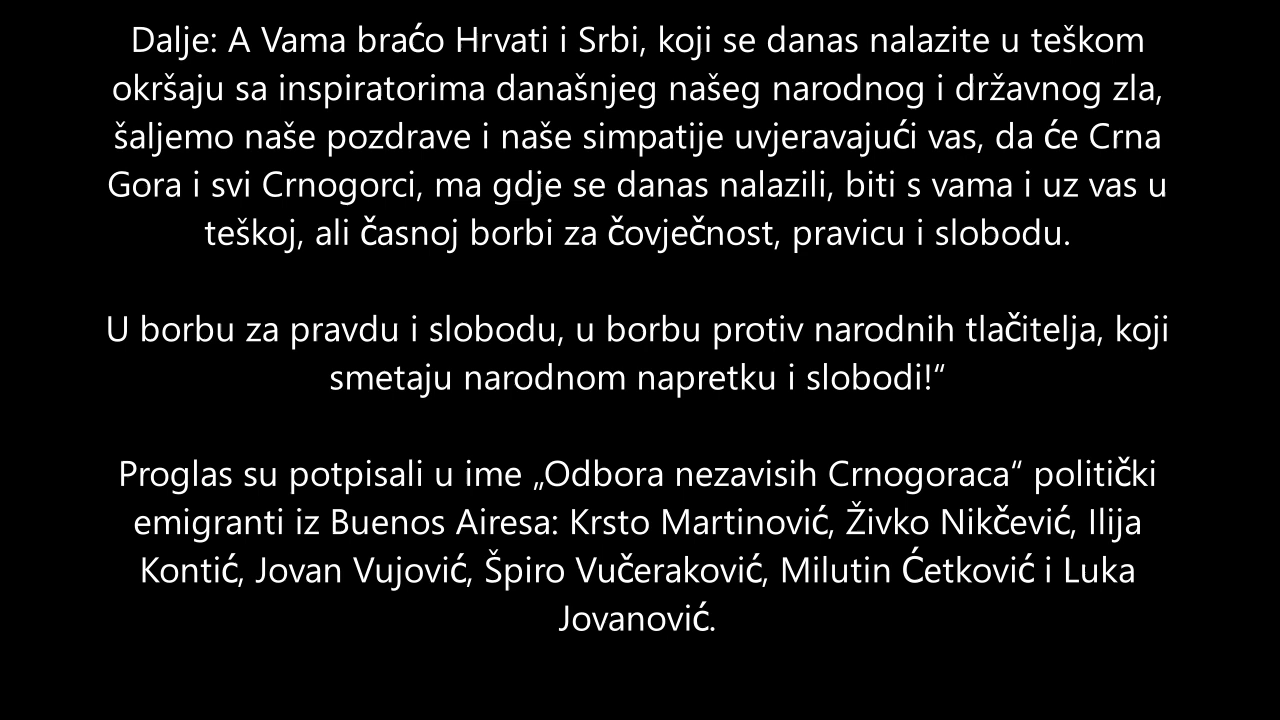 Dalje: A Vama braćo Hrvati i Srbi, koji se danas nalazite u teškom
okršaju sa inspiratorima današnjeg našeg narodnog i državnog zla,
šaljemo naše pozdrave i naše simpatije uvjeravajući vas, da će Crna
Gora i svi Crnogorci, ma gdje se danas nalazili, biti s vama i uz vas u
teškoj, ali časnoj borbi za čovječnost, pravicu i slobodu.
U borbu za pravdu i slobodu, u borbu protiv narodnih tlačitelja, koji
smetaju narodnom napretku i slobodi!“
Proglas su potpisali u ime „Odbora nezavisih Crnogoraca“ politički
emigranti iz Buenos Airesa: Krsto Martinović, Živko Nikčević, Ilija
Kontić, Jovan Vujović, Špiro Vučeraković, Milutin Ćetković i Luka
Jovanović.